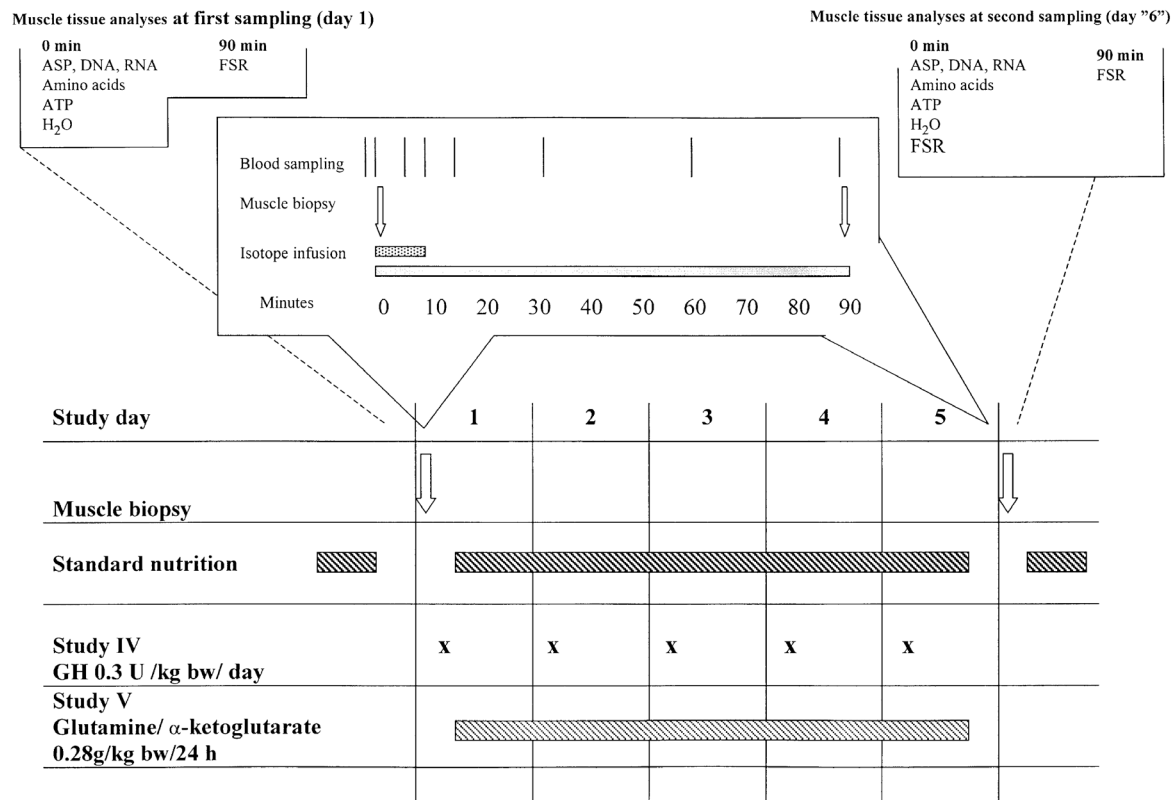 Muscle tissue analyses at first sampling (day 1)
0 min 90 min
ASP, DNA, RNA FSR
Amino acids
ATP
H2O
Muscle tissue analyses at second sampling (day ”6”)
0 min 90 min
ASP, DNA, RNA FSR
Amino acids
ATP
H2O
FSR
Blood sampling
Muscle biopsy
Isotope infusion
Minutes 0 10 20 30 40 50 60 70 80 90
Study day 1 2 3 4 5
Muscle biopsy
Standard nutrition
Study IV x x x x x
GH 0.3 U /kg bw/ day
Study V
Glutamine/ α-ketoglutarate
0.28g/kg bw/24 h